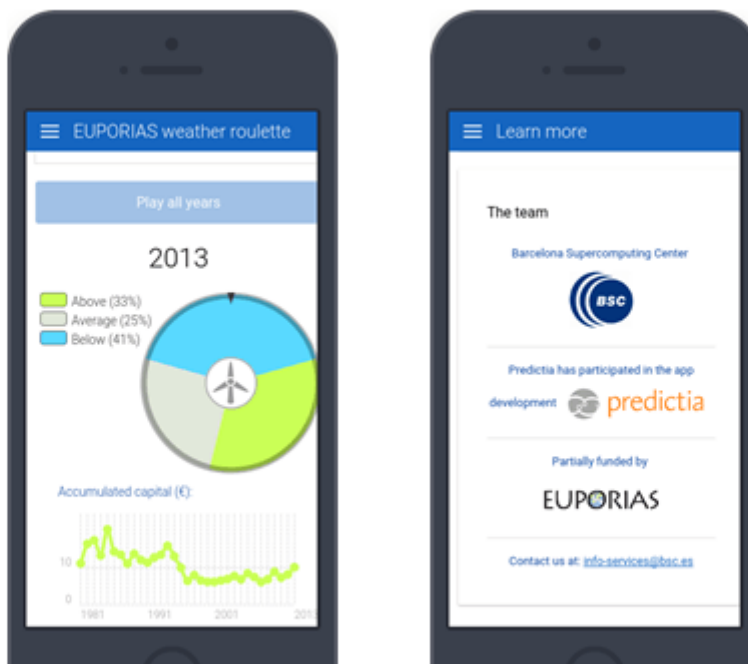 EUPORIAS weather roulette
Play all years
2013
Above (33%)
Average (25%)
Below (41%)
Accumulated capital (€):
10
0
1981
1991
2001
2013
Learn more
The team
Barcelona Supercomputing Center
BSC
Predictia has participated in the app
development predictia
Partially funded by
EUPORIAS
Contact us at: info-services@bsc.es